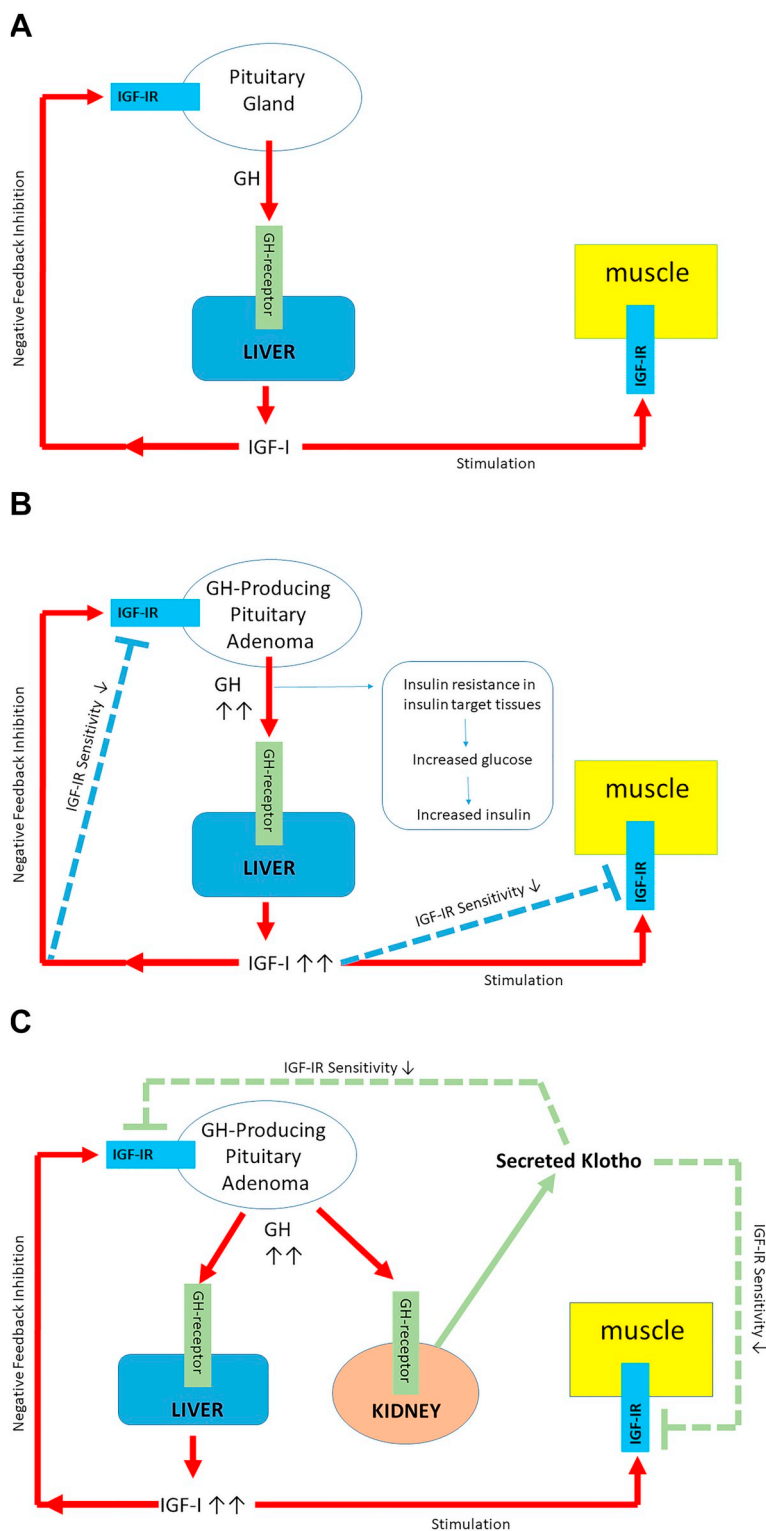 A
IGF-IR
Pituitary
Gland
GH
GH-receptor
LIVER
IGF-I
Negative Feedback Inhibition
muscle
IGF-IR
Stimulation
B
IGF-IR
GH-Producing
Pituitary
Adenoma
GH
↑↑
GH-receptor
LIVER
IGF-I ↑↑
Negative Feedback Inhibition
IGF-IR Sensitivity ↓
Insulin resistance in
insulin target tissues
Increased glucose
Increased insulin
muscle
IGF-IR
IGF-IR Sensitivity ↓
Stimulation
C
IGF-IR Sensitivity ↓
IGF-IR
GH-Producing
Pituitary
Adenoma
Secreted Klotho
GH
↑↑
GH-receptor
LIVER
GH-receptor
KIDNEY
IGF-I ↑↑
Negative Feedback Inhibition
IGF-IR Sensitivity ↓
muscle
IGF-IR
Stimulation